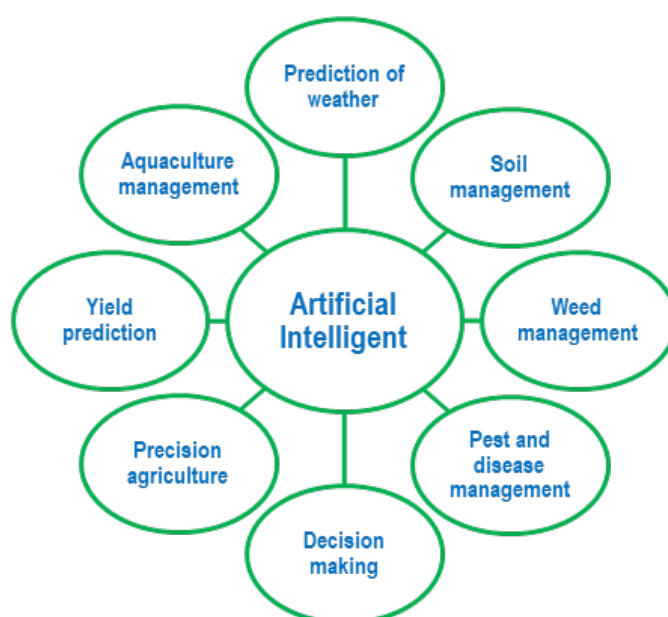 Prediction of
weather
Aquaculture
management
Soil
management
Yield
prediction
Artificial
Intelligent
Weed
management
Precision
agriculture
Pest and
disease
management
Decision
making